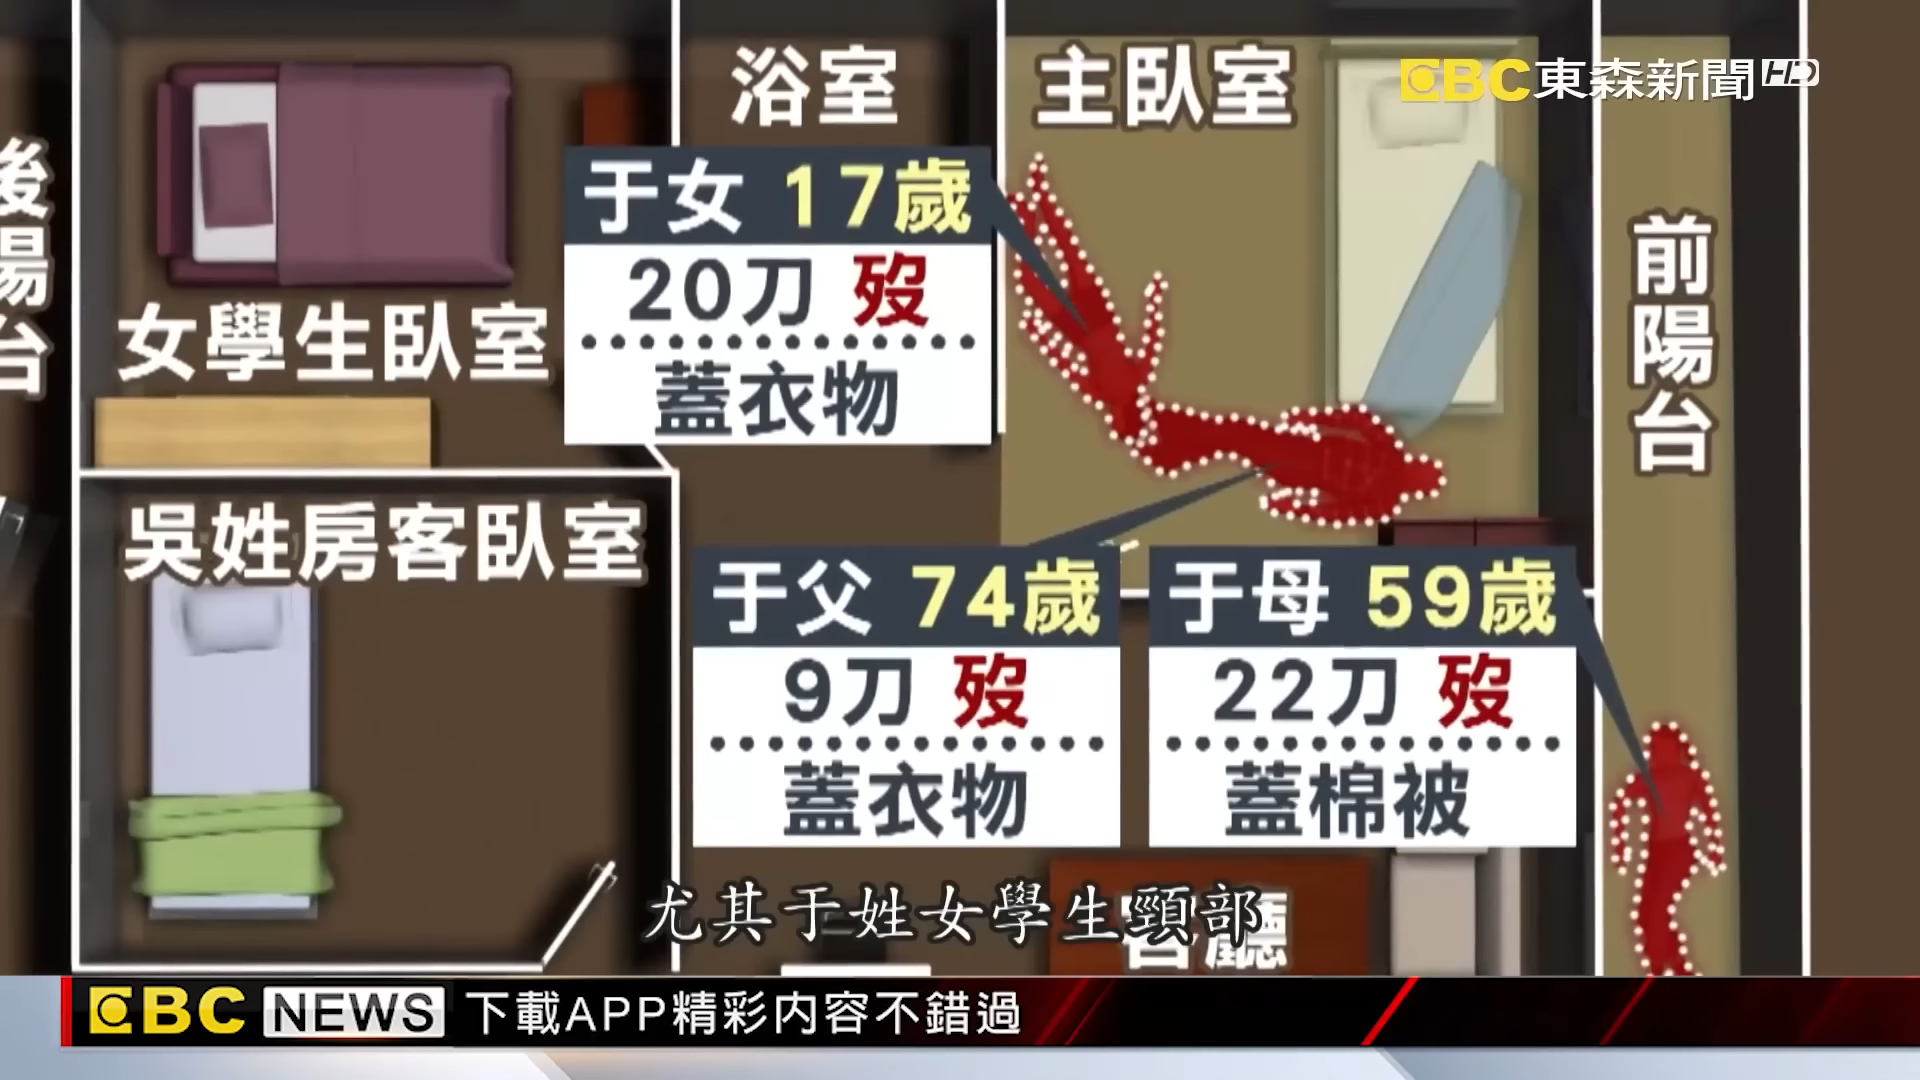 EBC東森新聞HD
浴室
主臥室
後陽台
前陽台
于女 17歲
20刀 歿
蓋衣物
女學生臥室
吳姓房客臥室
于父 74歲
9刀 歿
蓋衣物
于母 59歲
22刀 歿
蓋棉被
客廳
尤其于姓女學生頸部
EBC NEWS 下載APP精彩内容不錯過